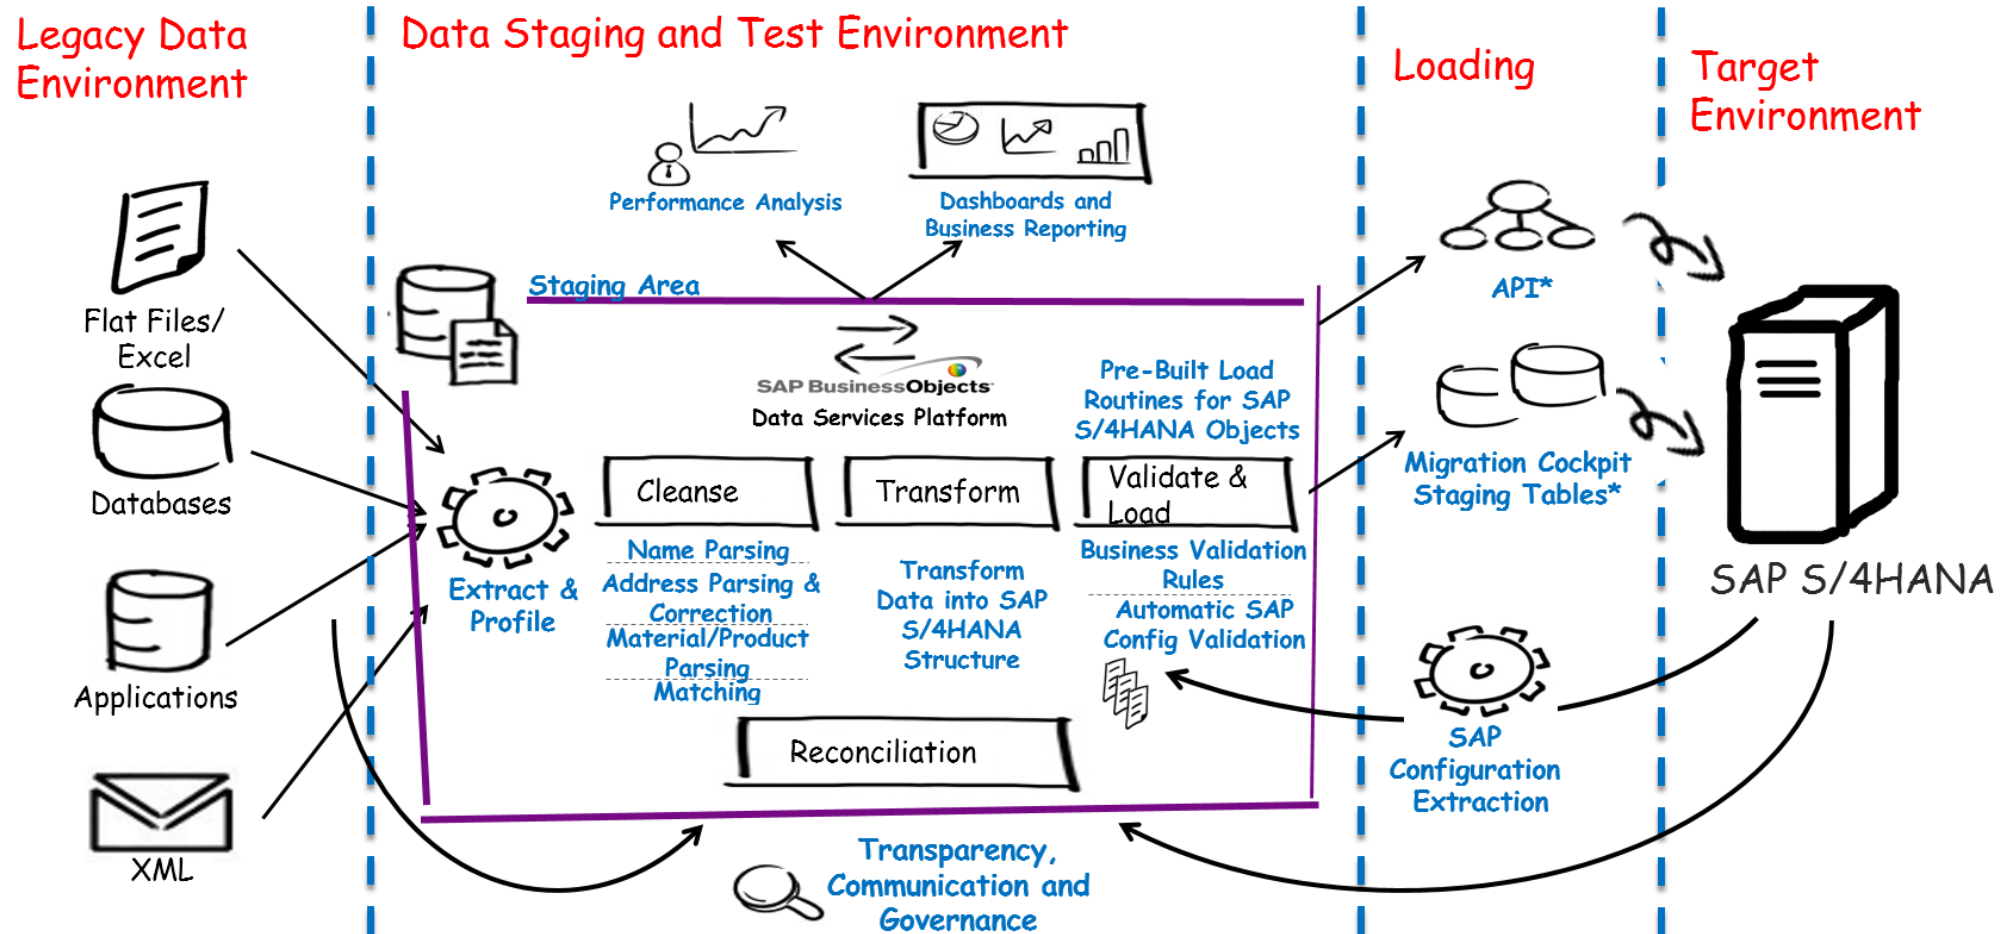 Legacy Data
Environment
Data Staging and Test Environment
Loading
Target
Environment
Flat Files/
Excel
Databases
Applications
XML
Performance Analysis
Dashboards and
Business Reporting
Staging Area
SAP BusinessObjects
Data Services Platform
Pre-Built Load
Routines for SAP
S/4HANA Objects
Extract &
Profile
Cleanse
Name Parsing
Address Parsing &
Correction
Material/Product
Parsing
Matching
Transform
Transform
Data into SAP
S/4HANA
Structure
Validate &
Load
Business Validation
Rules
Automatic SAP
Config Validation
Reconciliation
Transparency,
Communication and
Governance
API*
Migration Cockpit
Staging Tables*
SAP
Configuration
Extraction
SAP S/4HANA